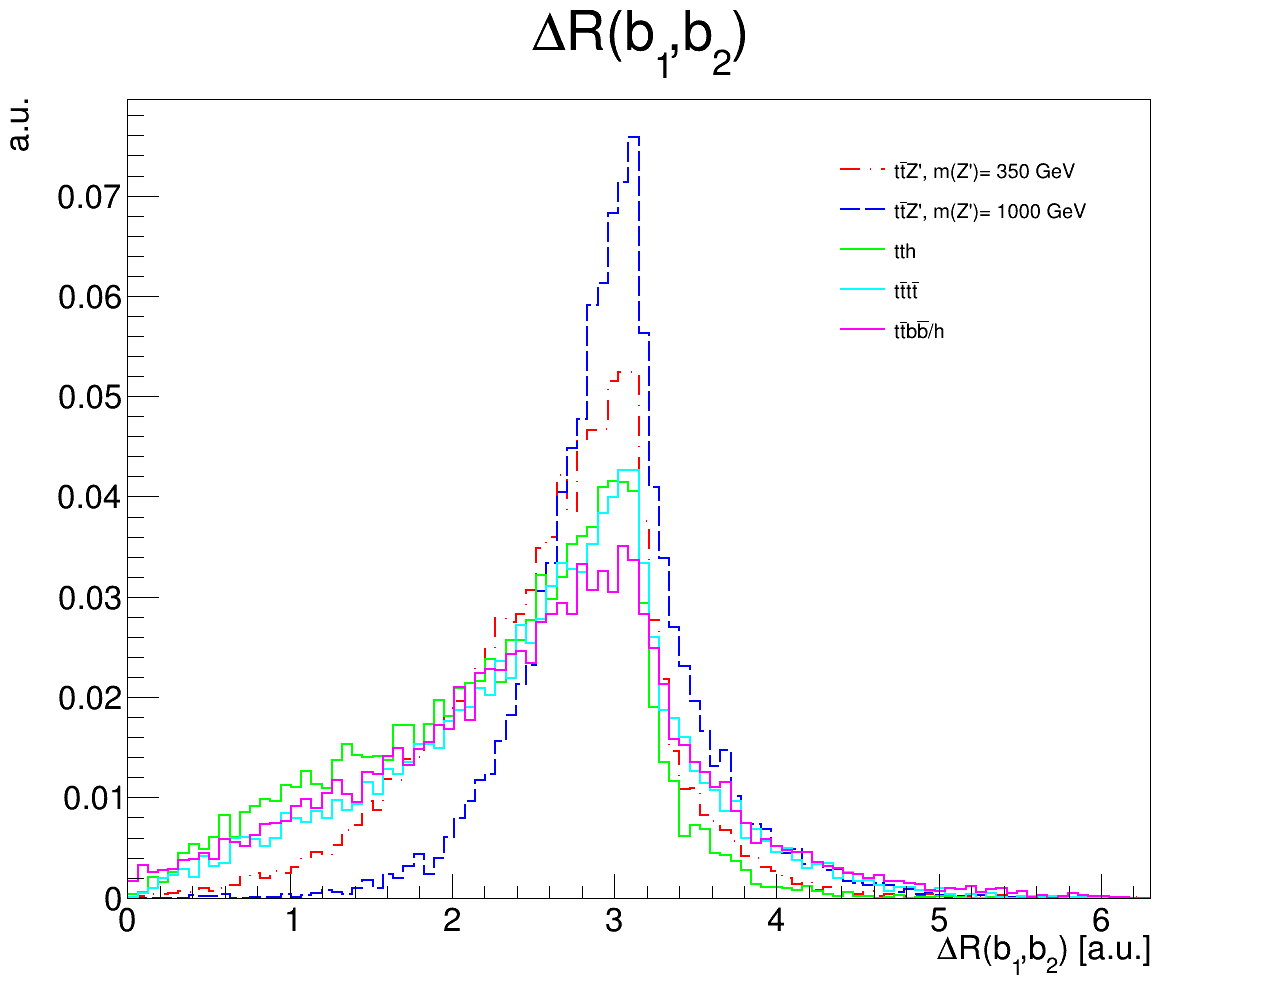 ΔR(b₁,b₂)
a.u.
tt̄Z', m(Z')= 350 GeV
tt̄Z', m(Z')= 1000 GeV
tth
tt̄tt̄
tt̄bb̄/h
0.07
0.06
0.05
0.04
0.03
0.02
0.01
0
0 1 2 3 4 5 6
ΔR(b₁,b₂) [a.u.]